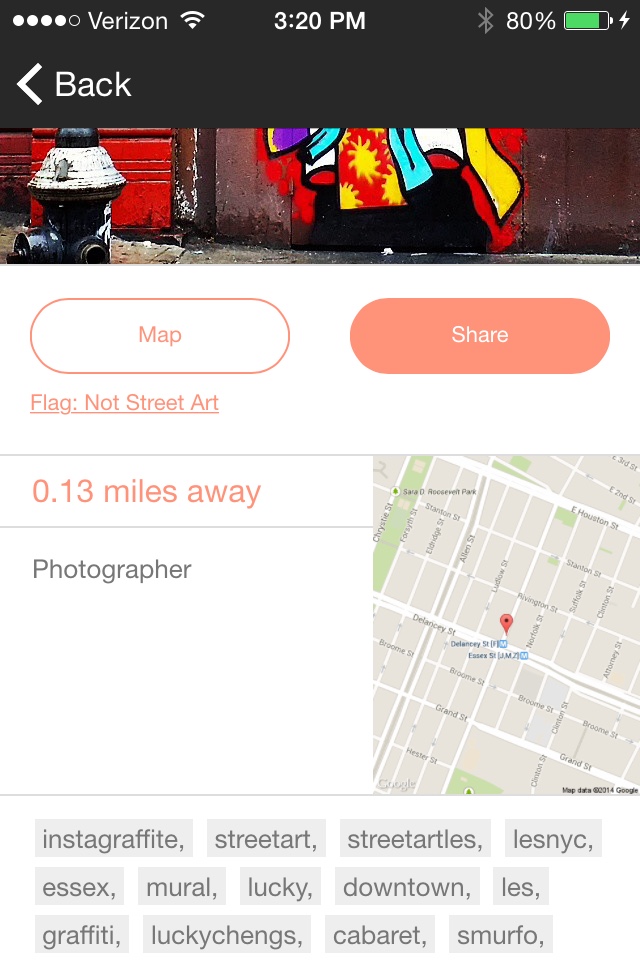 Verizon 3:20 PM 80%
Back
Map Share
Flag: Not Street Art
0.13 miles away
Photographer
Sara D. Roosevelt Park
E 3rd St
E 2nd St
E Houston St
Stanton St
Chrystie St
Forsyth St
Eldridge St
Allen St
Ludlow St
Stanton St
Rivington St
Suffolk St
Clinton St
Norfolk St
Attorney St
Delancey St
Delancey St [F] M
Essex St [J,M,Z] M
Broome St
Broome St
Broome St
Broome St
Clinton St
Grand St
Grand St
Hester St
Clinton St
Google
Map data ©2014 Google
instagraffite, streetart, streetartles, lesnyc,
essex, mural, lucky, downtown, les,
graffiti, luckychengs, cabaret, smurfo,